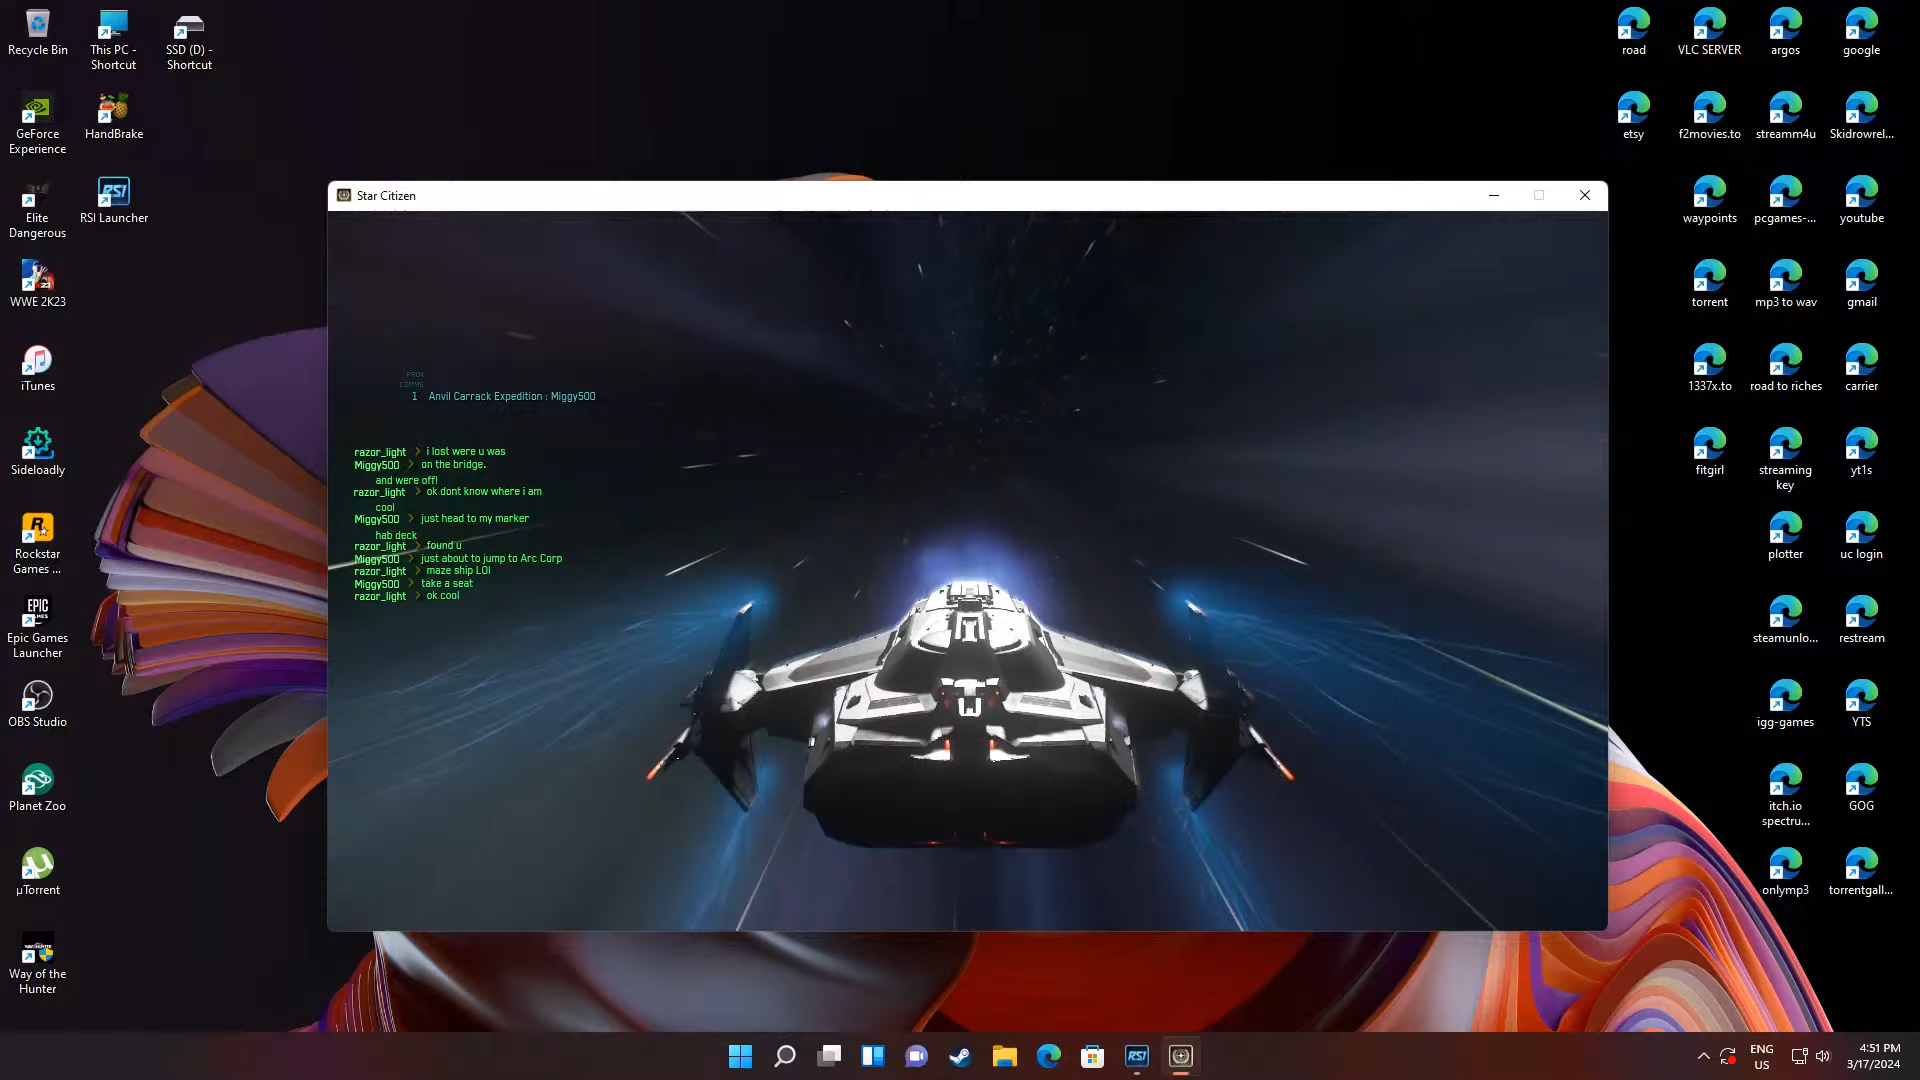 Recycle Bin
This PC -
Shortcut
SSD (D) -
Shortcut
GeForce
Experience
HandBrake
Elite
Dangerous
RSI
RSI Launcher
WWE 2K23
iTunes
Sideloadly
Rockstar
Games ...
EPIC
GAMES
Epic Games
Launcher
OBS Studio
Planet Zoo
µTorrent
Way of the
Hunter
Star Citizen
PROX
COMMS
1 Anvil Carrack Expedition : Miggy500
razor_light > i lost were u was
Miggy500 > on the bridge.
and were off!
razor_light > ok dont know where i am
cool
Miggy500 > just head to my marker
hab deck
razor_light > found u
Miggy500 > just about to jump to Arc Corp
razor_light > maze ship LOl
Miggy500 > take a seat
razor_light > ok cool
road
VLC SERVER
argos
google
etsy
f2movies.to
streamm4u
Skidrowrel...
waypoints
pcgames-...
youtube
torrent
mp3 to wav
gmail
1337x.to
road to riches
carrier
fitgirl
streaming
key
yt1s
plotter
uc login
steamunlo...
restream
igg-games
YTS
itch.io
spectru...
GOG
onlymp3
torrentgall...
RSI
ENG
US
4:51 PM
3/17/2024